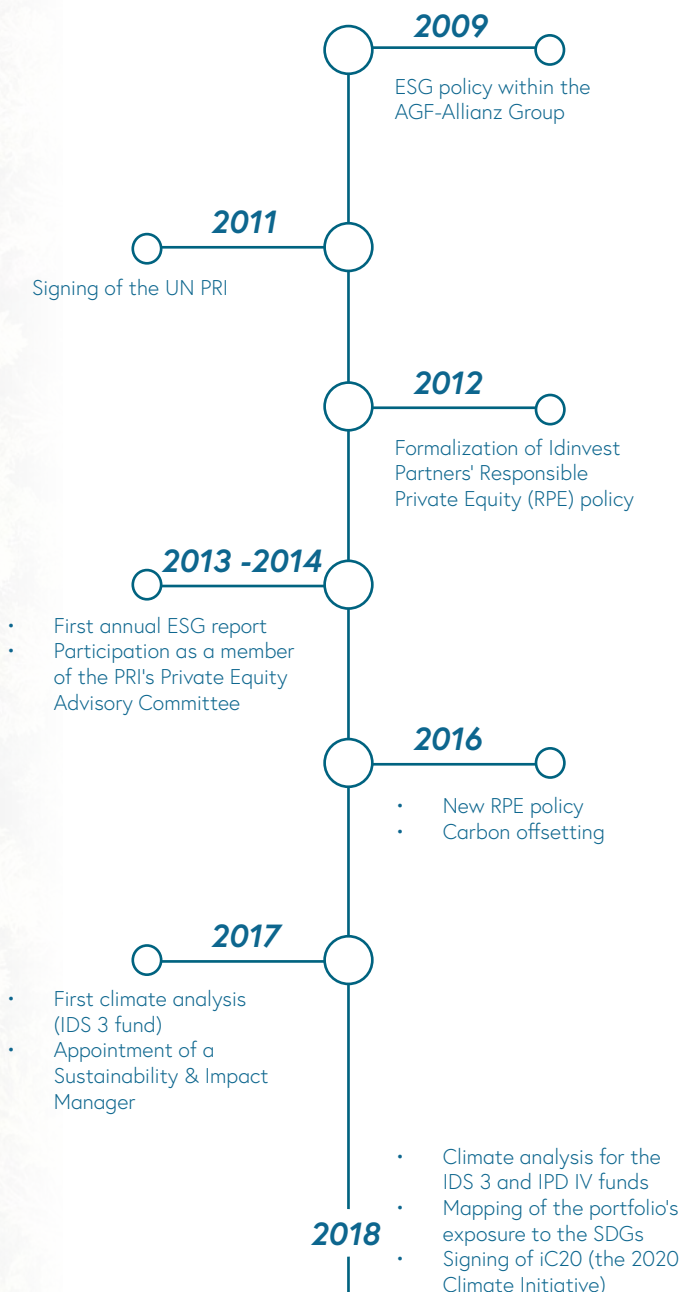 2009
ESG policy within the
AGF-Allianz Group
2011
Signing of the UN PRI
2012
Formalization of Idinvest
Partners' Responsible
Private Equity (RPE) policy
2013 -2014
• First annual ESG report
• Participation as a member
of the PRI's Private Equity
Advisory Committee
2016
• New RPE policy
• Carbon offsetting
2017
• First climate analysis
(IDS 3 fund)
• Appointment of a
Sustainability & Impact
Manager
2018
• Climate analysis for the
IDS 3 and IPD IV funds
• Mapping of the portfolio's
exposure to the SDGs
• Signing of iC20 (the 2020
Climate Initiative)